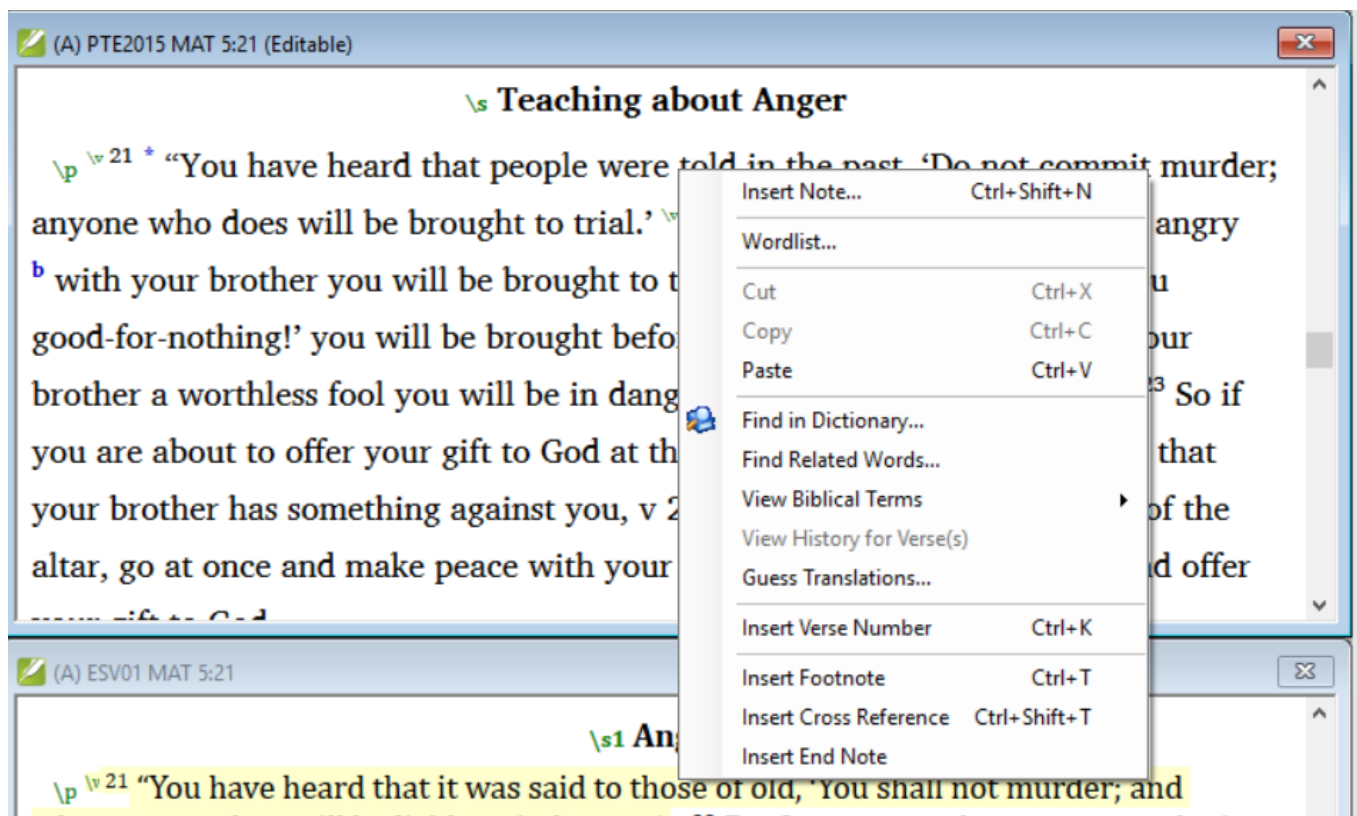 (A) PTE2015 MAT 5:21 (Editable)
\s Teaching about Anger
\p \v 21 * “You have heard that people were told in the past, ‘Do not commit murder;
anyone who does will be brought to trial.’ \v angry
b with your brother you will be brought to t u
good-for-nothing!’ you will be brought befo our
brother a worthless fool you will be in dang 23 So if
you are about to offer your gift to God at th that
your brother has something against you, v 2 of the
altar, go at once and make peace with your d offer
your gift to God
Insert Note... Ctrl+Shift+N
Wordlist...
Cut Ctrl+X
Copy Ctrl+C
Paste Ctrl+V
Find in Dictionary...
Find Related Words...
View Biblical Terms
View History for Verse(s)
Guess Translations...
Insert Verse Number Ctrl+K
Insert Footnote Ctrl+T
Insert Cross Reference Ctrl+Shift+T
Insert End Note
(A) ESV01 MAT 5:21
\s1 Ang
\p \v 21 “You have heard that it was said to those of old, ‘You shall not murder; and